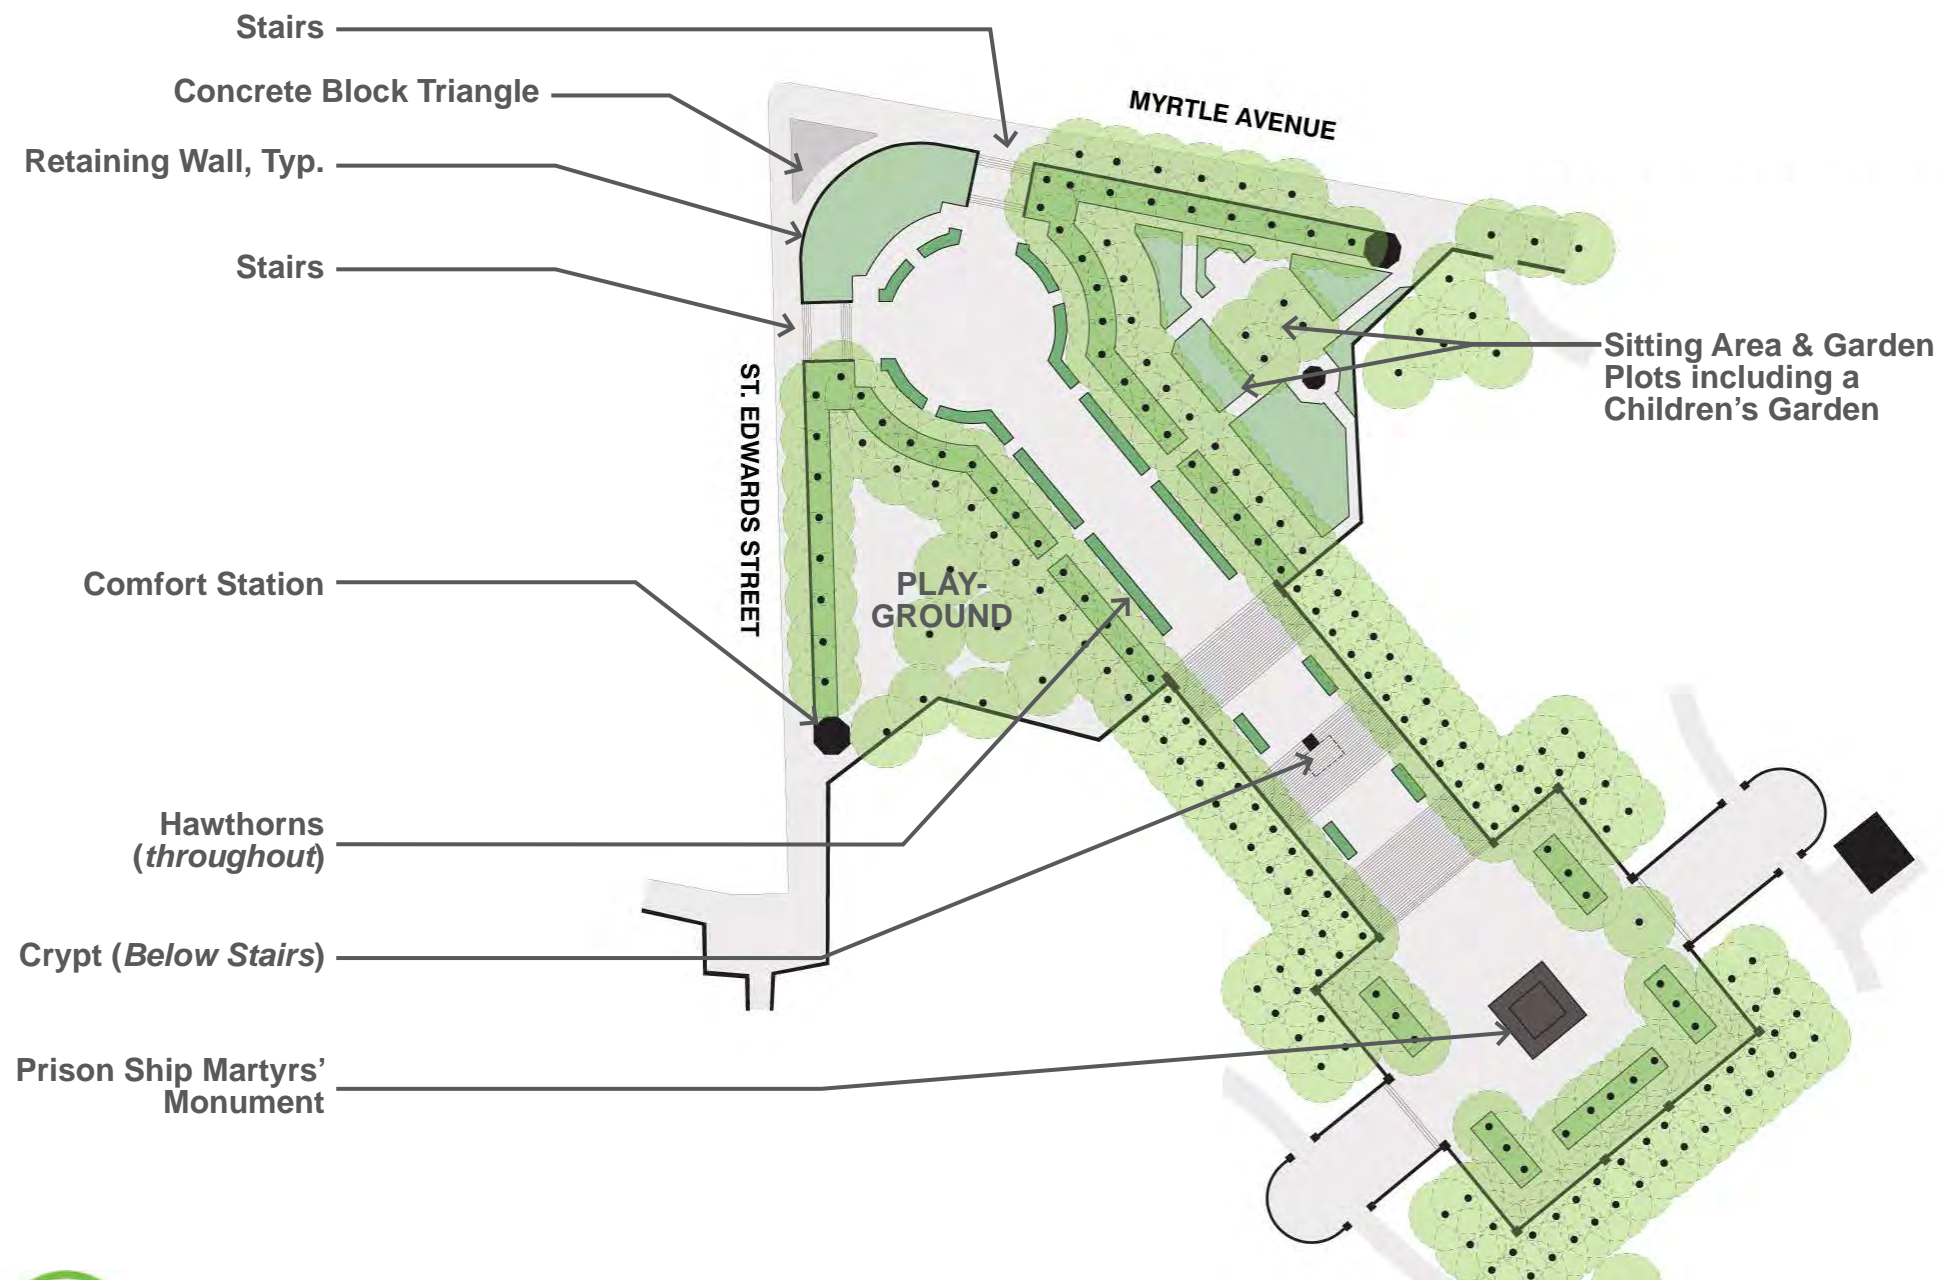 Stairs
Concrete Block Triangle
MYRTLE AVENUE
Retaining Wall, Typ.
Stairs
Sitting Area & Garden
Plots including a
Children's Garden
ST. EDWARDS STREET
Comfort Station
PLAY-
GROUND
Hawthorns
(throughout)
Crypt (Below Stairs)
Prison Ship Martyrs'
Monument